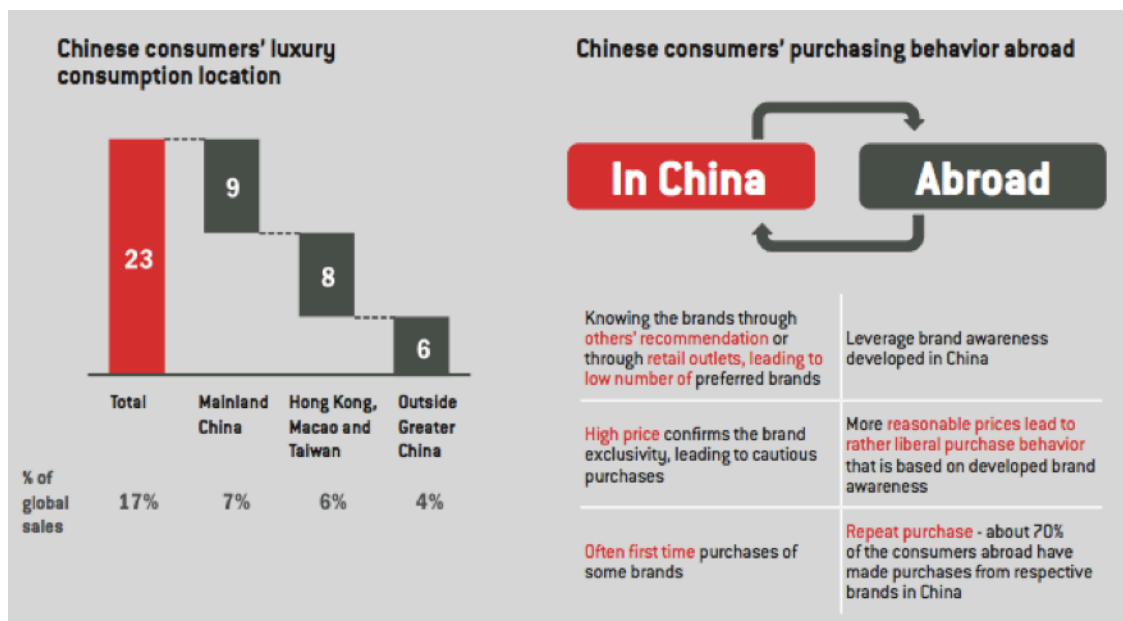 Chinese consumers' luxury
consumption location
23
9
8
6
Total
Mainland
China
Hong Kong,
Macao and
Taiwan
Outside
Greater
China
% of
global
sales
17%
7%
6%
4%
Chinese consumers' purchasing behavior abroad
In China
Abroad
Knowing the brands through
others' recommendation or
through retail outlets, leading to
low number of preferred brands
Leverage brand awareness
developed in China
High price confirms the brand
exclusivity, leading to cautious
purchases
More reasonable prices lead to
rather liberal purchase behavior
that is based on developed brand
awareness
Often first time purchases of
some brands
Repeat purchase - about 70%
of the consumers abroad have
made purchases from respective
brands in China